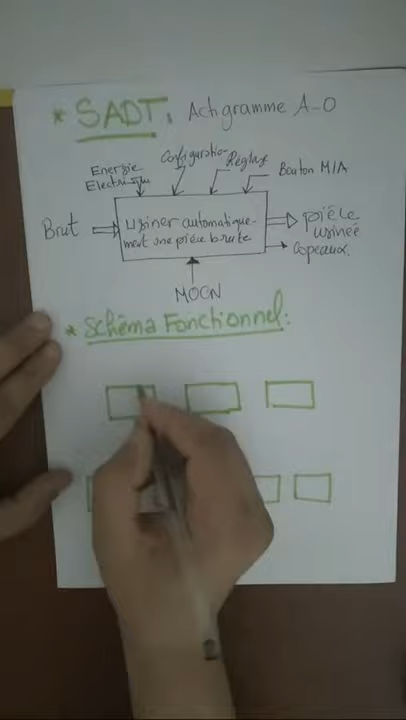 * SADT: Actigramme A-0
Energie Electrique
Configuration
Réglage
Bouton M/A
Brut
Usiner automatique-
ment une pièce brute
pièce
usinée
Copeaux.
MOCN
* Schéma Fonctionnel: